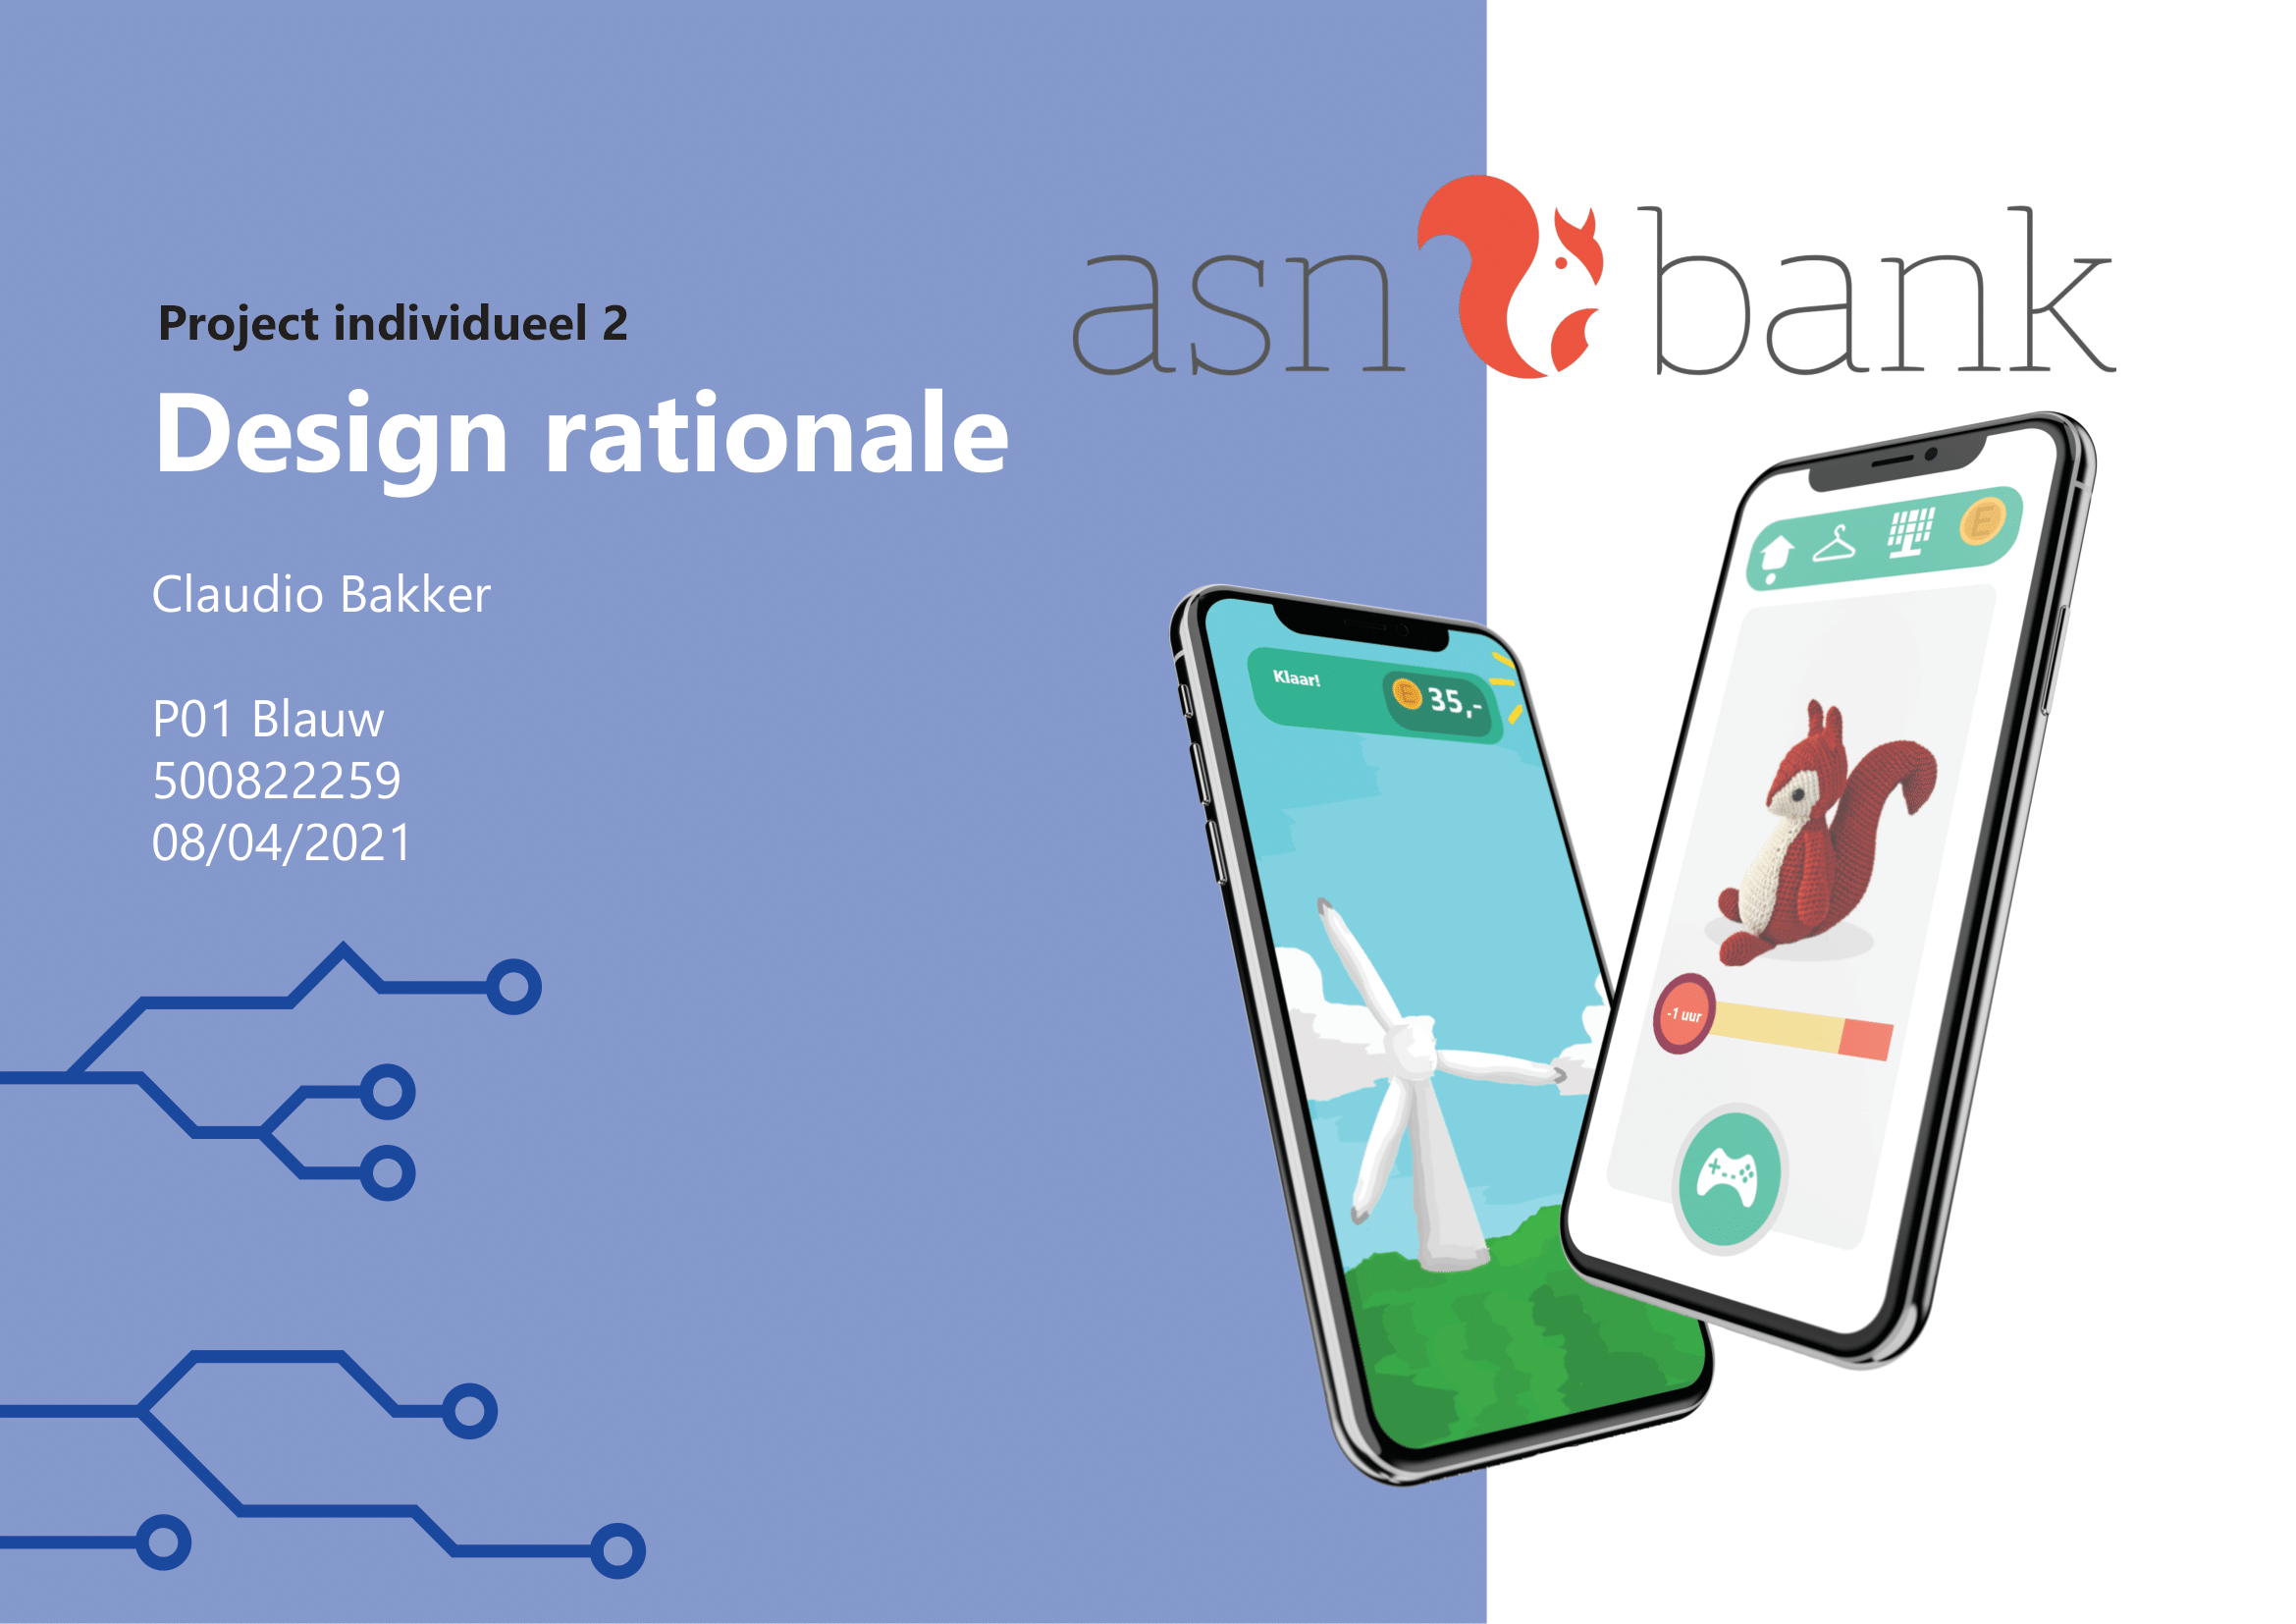 Project individueel 2
Design rationale
Claudio Bakker
P01 Blauw
500822259
08/04/2021
asn bank
Klaar!
E 35,-
E
-1 uur